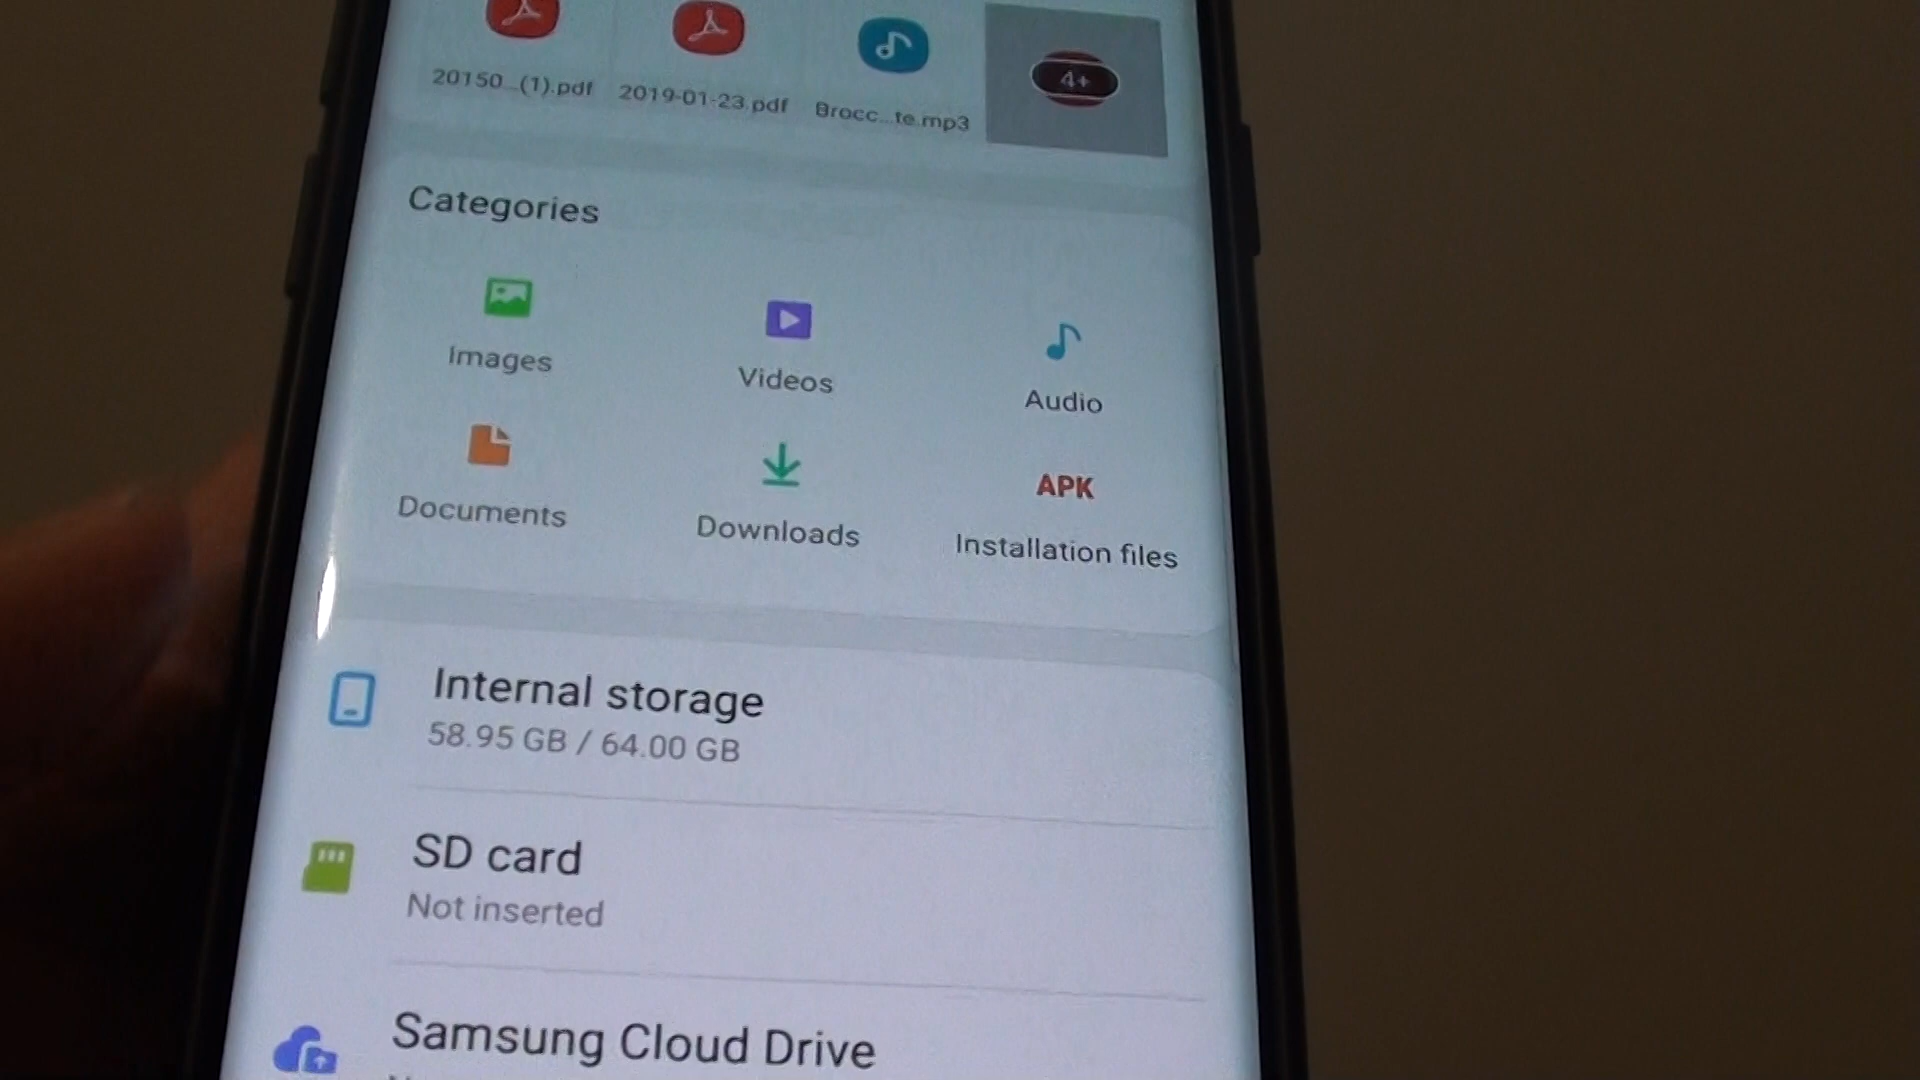 20150...(1).pdf
2019-01-23.pdf
Brocc...te.mp3
4+
Categories
Images
Videos
Audio
Documents
Downloads
APK
Installation files
Internal storage
58.95 GB / 64.00 GB
SD card
Not inserted
Samsung Cloud Drive